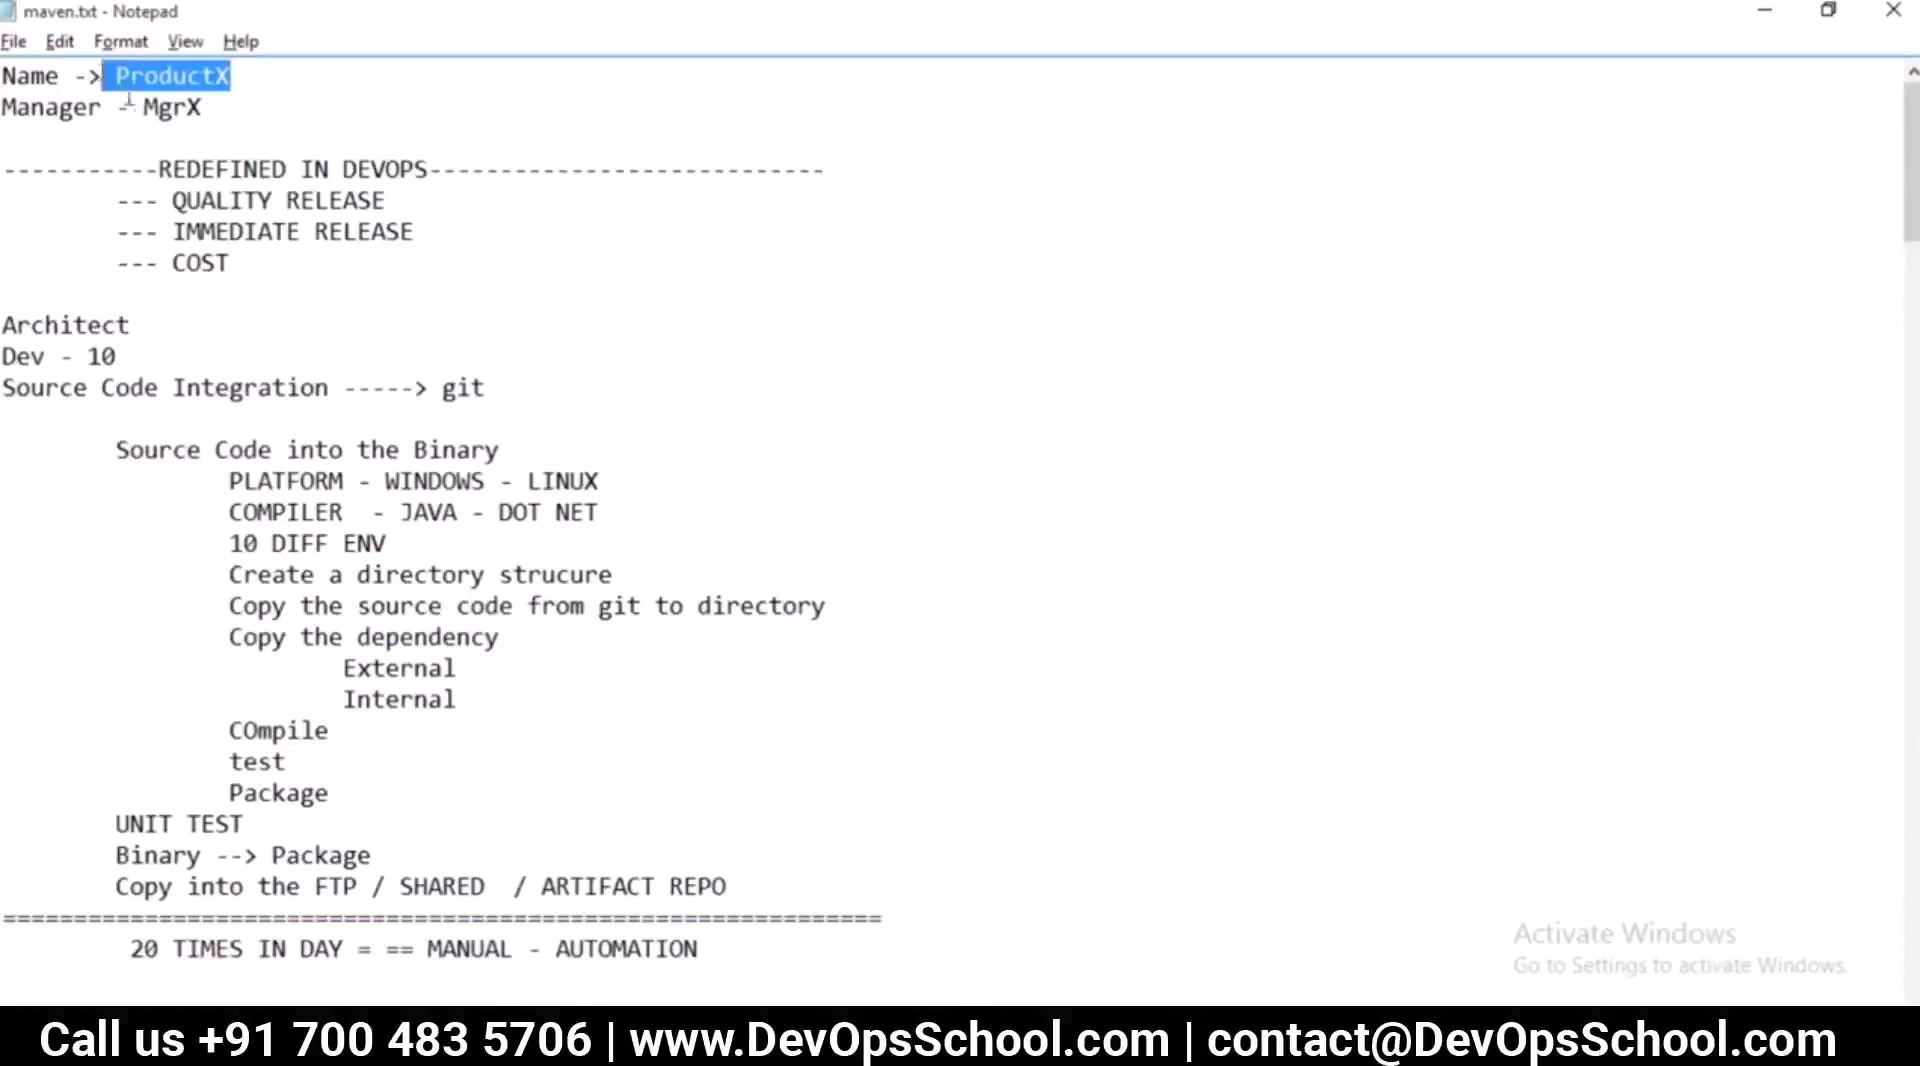 maven.txt - Notepad
File Edit Format View Help
Name -> ProductX
Manager - MgrX
-----------REDEFINED IN DEVOPS----------------------------
--- QUALITY RELEASE
--- IMMEDIATE RELEASE
--- COST
Architect
Dev - 10
Source Code Integration -----> git
Source Code into the Binary
PLATFORM - WINDOWS - LINUX
COMPILER  - JAVA - DOT NET
10 DIFF ENV
Create a directory strucure
Copy the source code from git to directory
Copy the dependency
External
Internal
COmpile
test
Package
UNIT TEST
Binary --> Package
Copy into the FTP / SHARED  / ARTIFACT REPO
==============================================================
20 TIMES IN DAY = == MANUAL - AUTOMATION
Activate Windows
Go to Settings to activate Windows.
Call us +91 700 483 5706 | www.DevOpsSchool.com | contact@DevOpsSchool.com